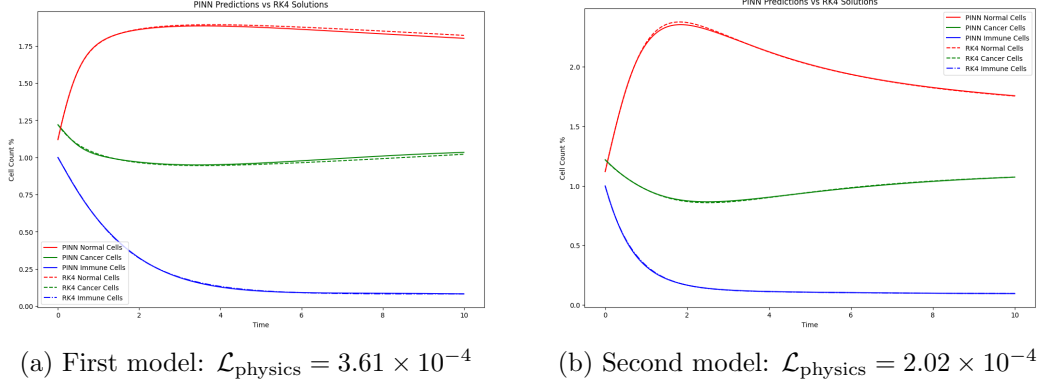 PINN Predictions vs RK4 Solutions
Cell Count %
1.75
1.50
1.25
1.00
0.75
0.50
0.25
0.00
PINN Normal Cells
PINN Cancer Cells
PINN Immune Cells
RK4 Normal Cells
RK4 Cancer Cells
RK4 Immune Cells
0 2 4 6 8 10
Time
(a) First model: ℒphysics = 3.61 × 10⁻⁴
PINN Predictions vs RK4 Solutions
Cell Count %
2.0
1.5
1.0
0.5
0.0
PINN Normal Cells
PINN Cancer Cells
PINN Immune Cells
RK4 Normal Cells
RK4 Cancer Cells
RK4 Immune Cells
0 2 4 6 8 10
Time
(b) Second model: ℒphysics = 2.02 × 10⁻⁴